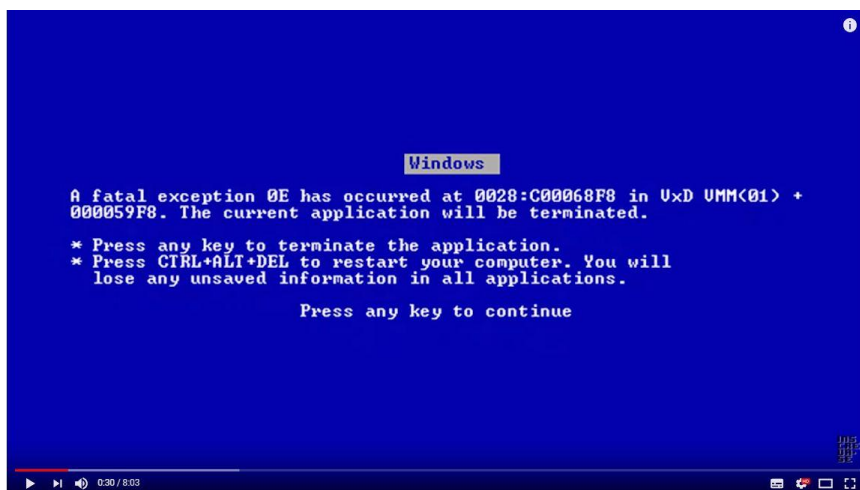 Windows
A fatal exception 0E has occurred at 0028:C00068F8 in VxD VMM(01) +
000059F8. The current application will be terminated.
* Press any key to terminate the application.
* Press CTRL+ALT+DEL to restart your computer. You will
lose any unsaved information in all applications.
Press any key to continue
0:30 / 8:03
HD